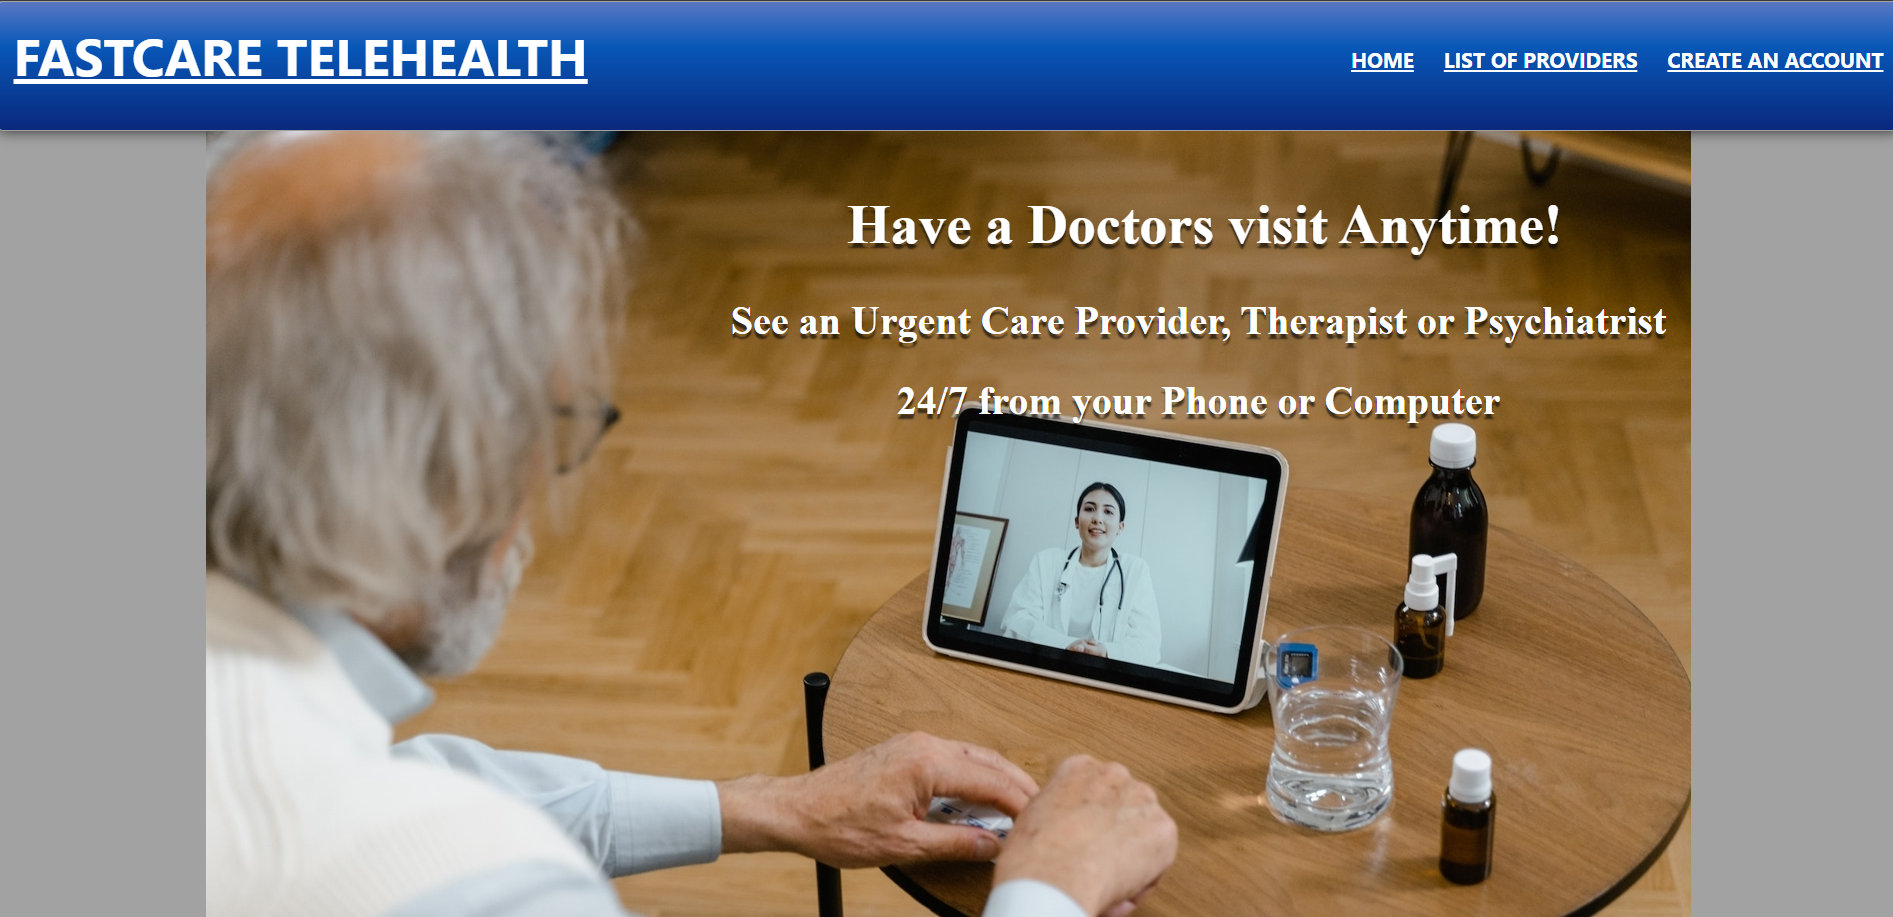 FASTCARE TELEHEALTH
HOME LIST OF PROVIDERS CREATE AN ACCOUNT
Have a Doctors visit Anytime!
See an Urgent Care Provider, Therapist or Psychiatrist
24/7 from your Phone or Computer